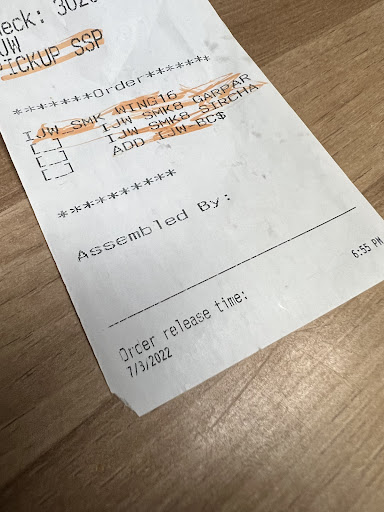 eck: 302
JW
PICKUP SSP
*******Order******
IJW SMK WING16
[_] IJW SMK8 GARPAR
[_] IJW SMK8 SIRCHA
[_] ADD IJW-BC$
**********
Assembled By:
Order release time:
7/3/2022 6:55 PM